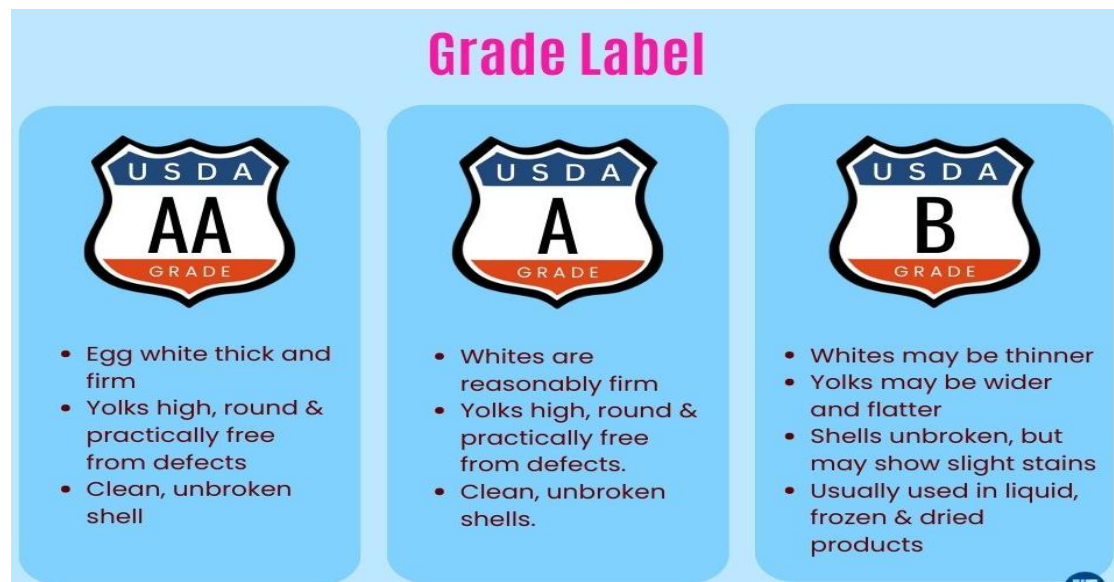 Grade Label
USDA
AA
GRADE
• Egg white thick and
firm
• Yolks high, round &
practically free
from defects
• Clean, unbroken
shell
USDA
A
GRADE
• Whites are
reasonably firm
• Yolks high, round &
practically free
from defects.
• Clean, unbroken
shells.
USDA
B
GRADE
• Whites may be thinner
• Yolks may be wider
and flatter
• Shells unbroken, but
may show slight stains
• Usually used in liquid,
frozen & dried
products